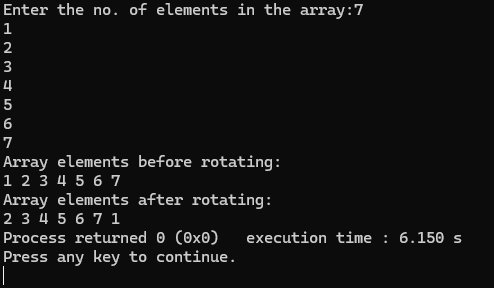 Enter the no. of elements in the array:7
1
2
3
4
5
6
7
Array elements before rotating:
1 2 3 4 5 6 7
Array elements after rotating:
2 3 4 5 6 7 1
Process returned 0 (0x0)   execution time : 6.150 s
Press any key to continue.